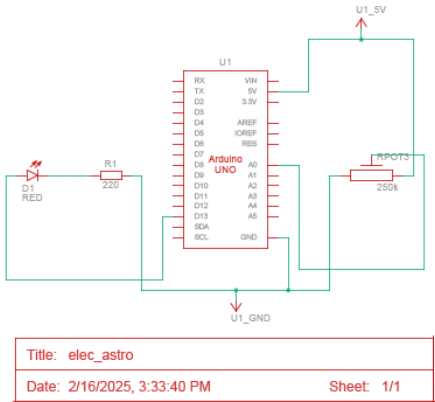 U1_5V
U1
RX
TX
D2
D3
D4
D5
D6
D7
D8
D9
D10
D11
D12
D13
SDA
SCL
VIN
5V
3.3V
AREF
IOREF
RES
A0
A1
A2
A3
A4
A5
GND
Arduino
UNO
D1
RED
R1
220
RPOT3
250k
U1_GND
Title: elec_astro
Date: 2/16/2025, 3:33:40 PM Sheet: 1/1